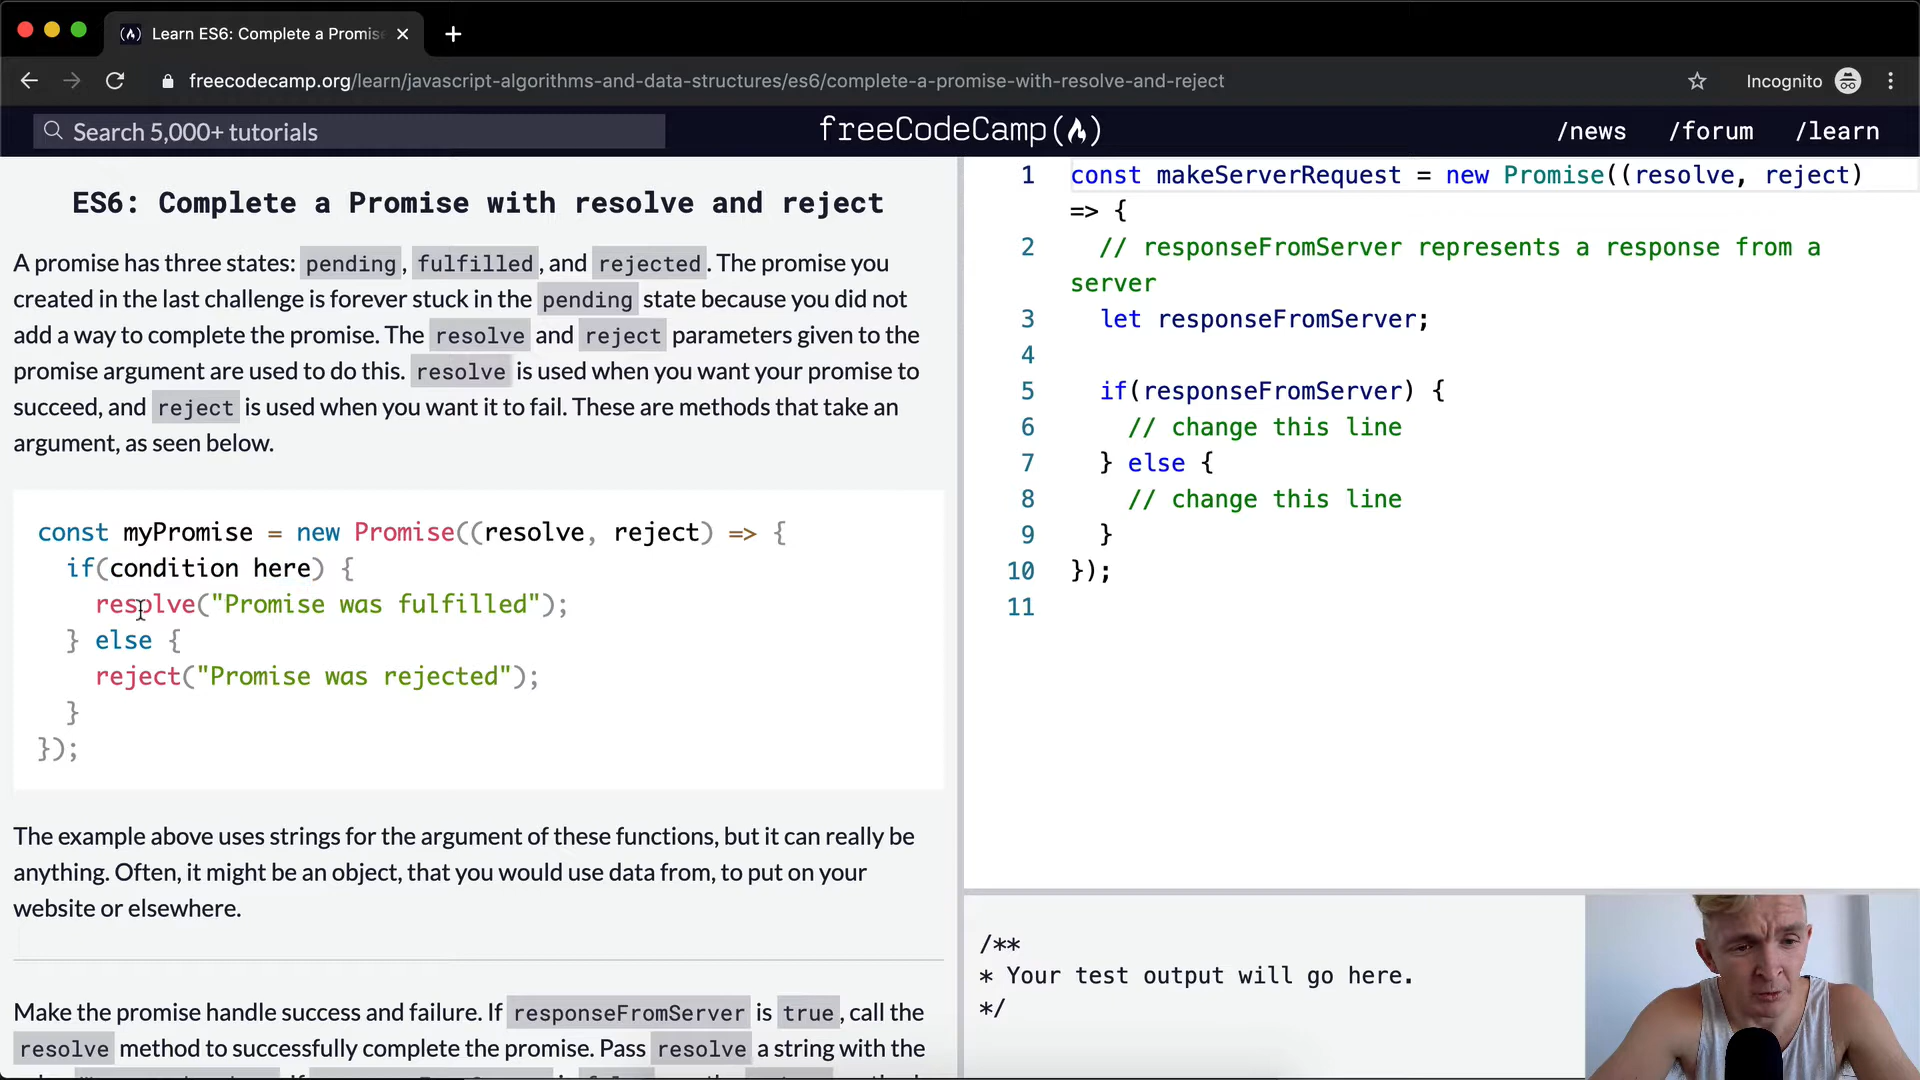 Learn ES6: Complete a Promis
freecodecamp.org/learn/javascript-algorithms-and-data-structures/es6/complete-a-promise-with-resolve-and-reject
Incognito
Search 5,000+ tutorials
freeCodeCamp
/news
/forum
/learn
ES6: Complete a Promise with resolve and reject
A promise has three states: pending, fulfilled, and rejected. The promise you
created in the last challenge is forever stuck in the pending state because you did not
add a way to complete the promise. The resolve and reject parameters given to the
promise argument are used to do this. resolve is used when you want your promise to
succeed, and reject is used when you want it to fail. These are methods that take an
argument, as seen below.
const myPromise = new Promise((resolve, reject) => {
if(condition here) {
resolve("Promise was fulfilled");
} else {
reject("Promise was rejected");
}
});
The example above uses strings for the argument of these functions, but it can really be
anything. Often, it might be an object, that you would use data from, to put on your
website or elsewhere.
Make the promise handle success and failure. If responseFromServer is true, call the
resolve method to successfully complete the promise. Pass resolve a string with the
1 const makeServerRequest = new Promise((resolve, reject)
=> {
2 // responseFromServer represents a response from a
server
3 let responseFromServer;
4
5 if(responseFromServer) {
6 // change this line
7 } else {
8 // change this line
9 }
10 });
11
/**
* Your test output will go here.
*/